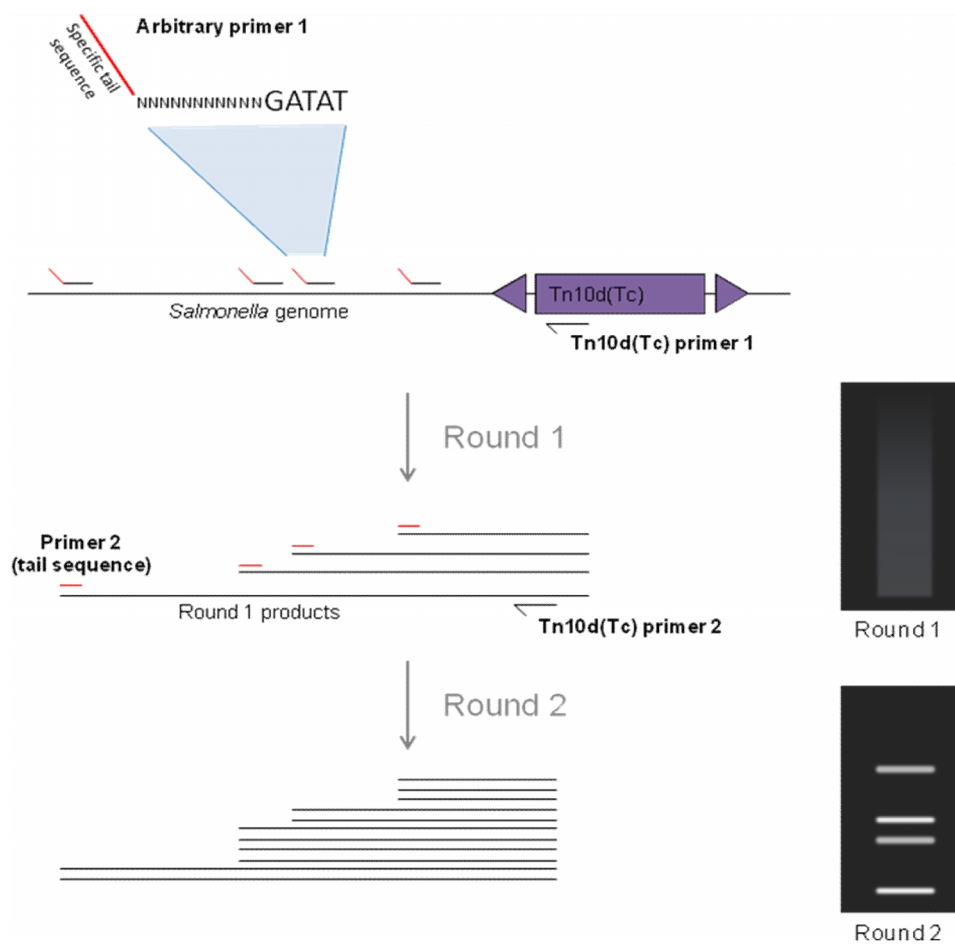 Arbitrary primer 1
Specific tail
sequence
NNNNNNNNNNNGATAT
Tn10d(Tc)
Salmonella genome
Tn10d(Tc) primer 1
Round 1
Primer 2
(tail sequence)
Round 1 products
Tn10d(Tc) primer 2
Round 1
Round 2
Round 2